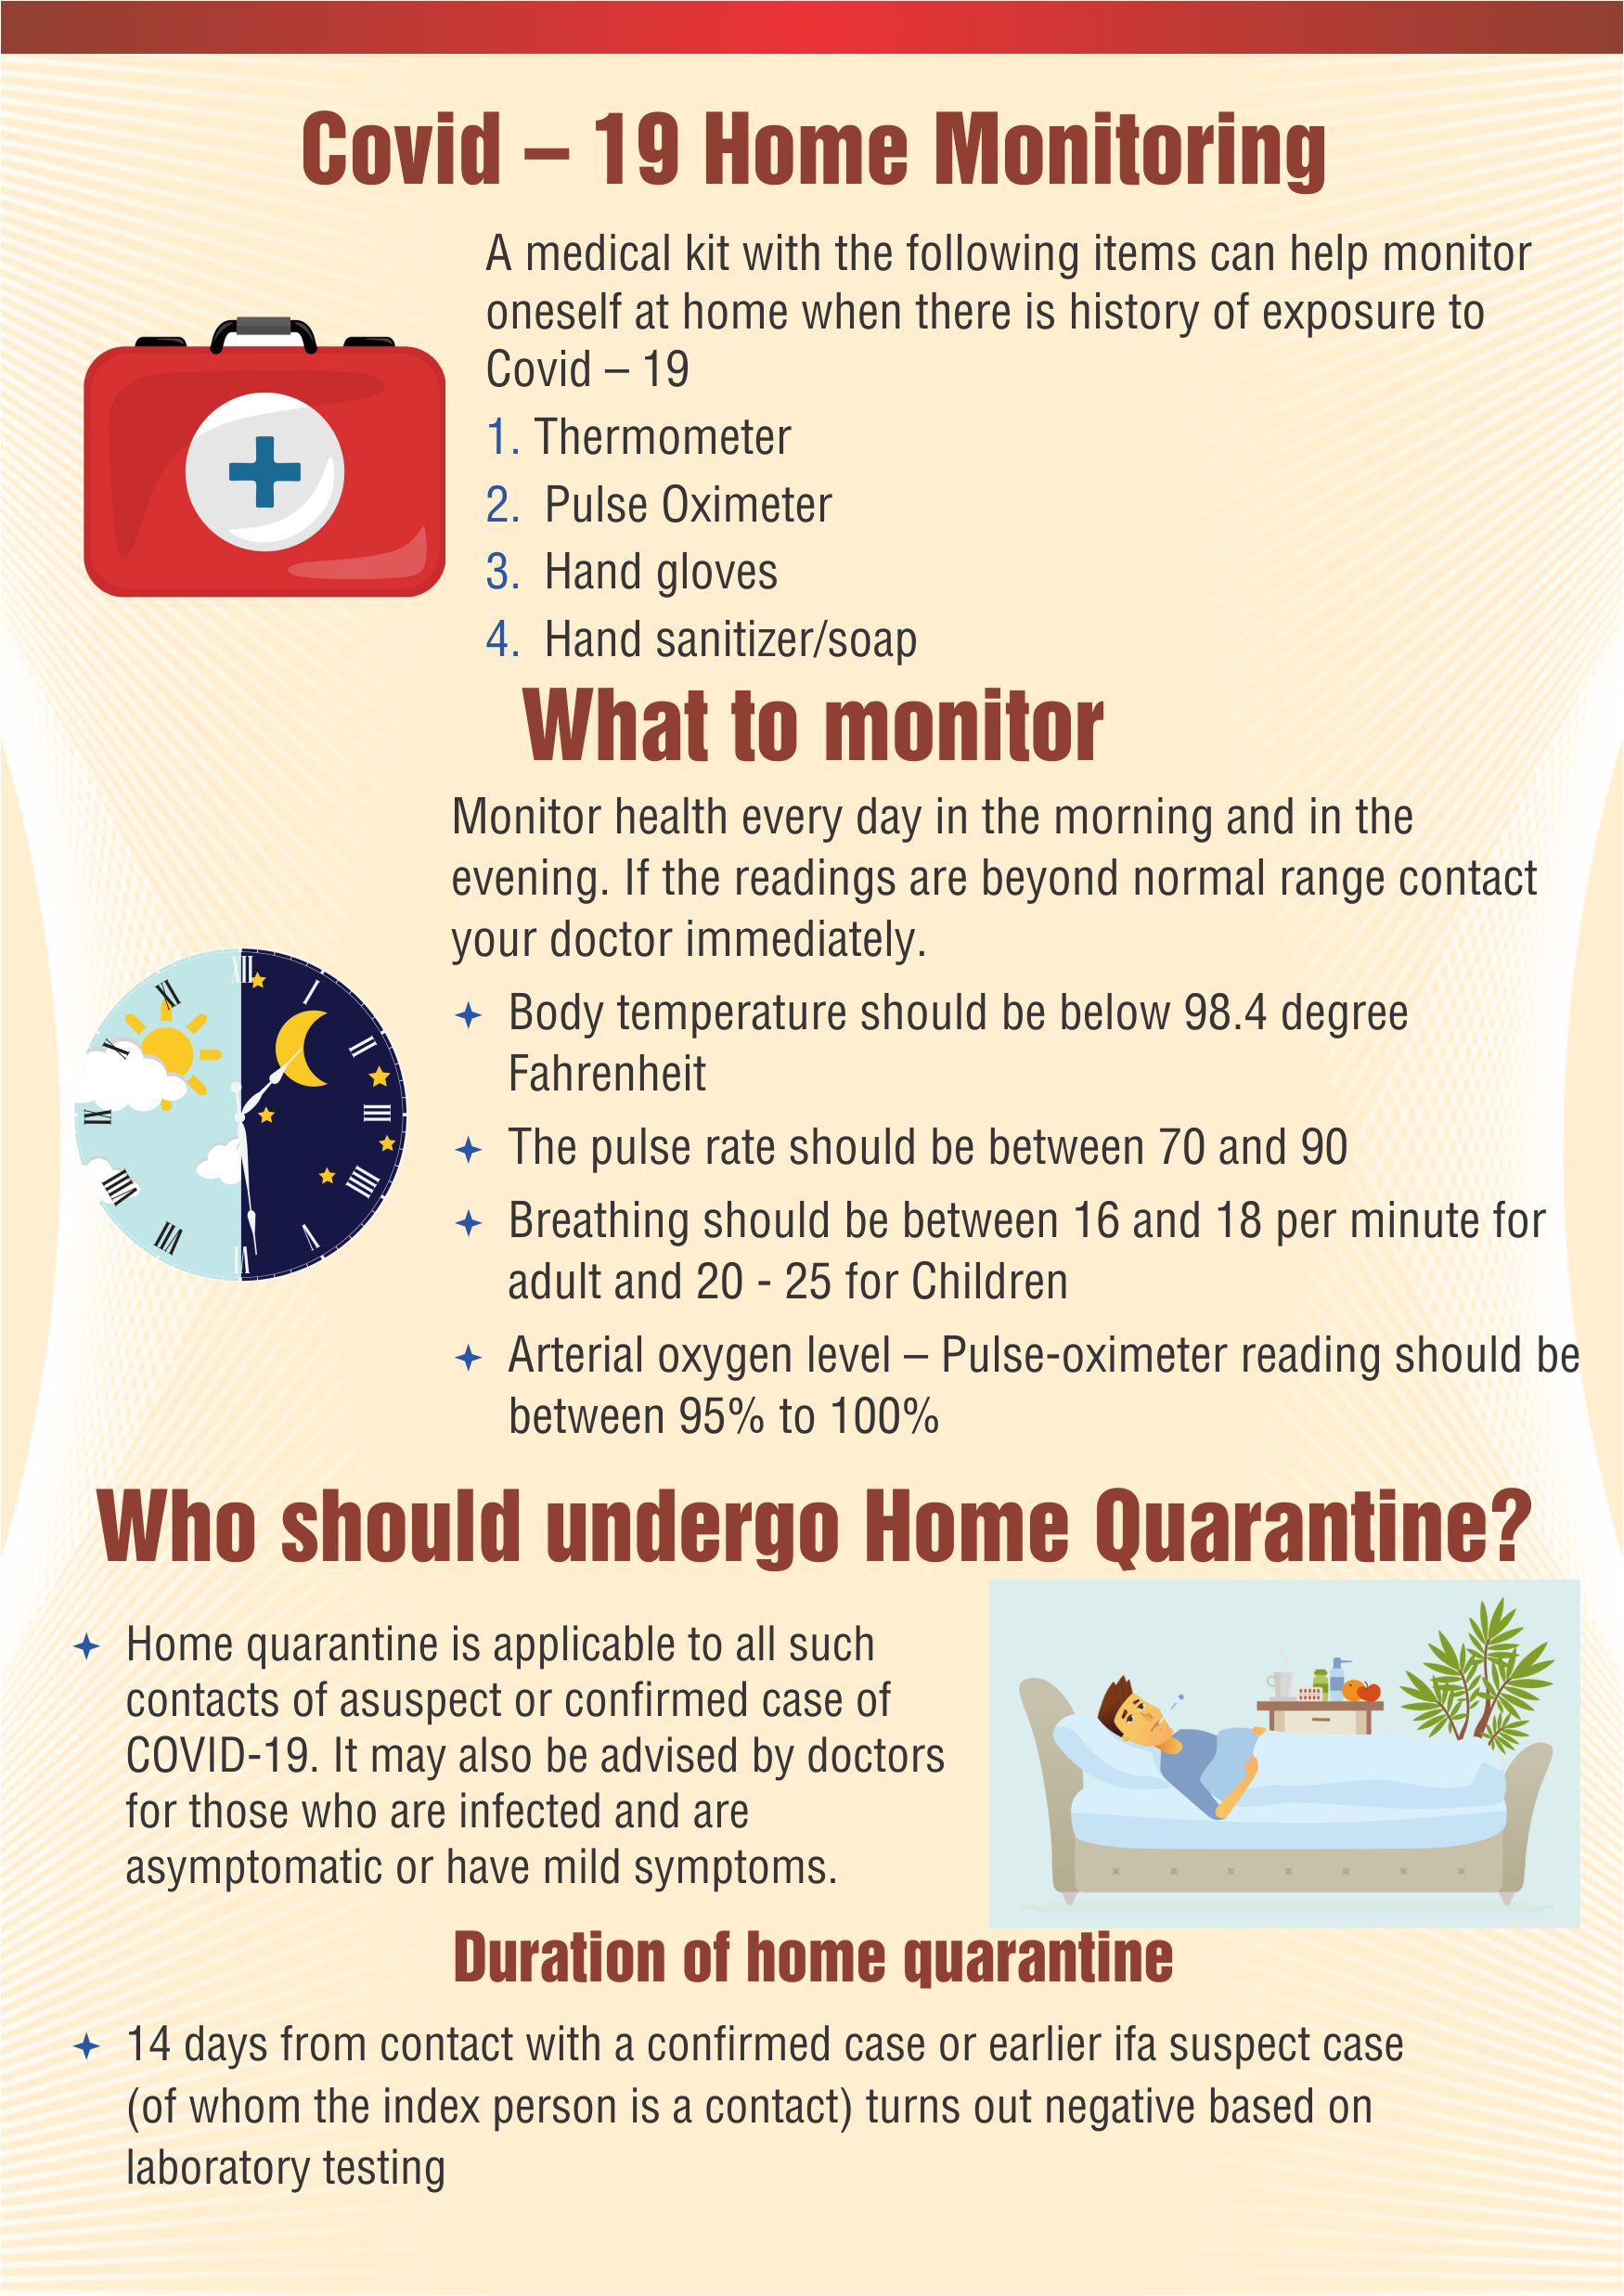 Covid – 19 Home Monitoring
A medical kit with the following items can help monitor
oneself at home when there is history of exposure to
Covid – 19
1. Thermometer
2. Pulse Oximeter
3. Hand gloves
4. Hand sanitizer/soap
What to monitor
Monitor health every day in the morning and in the
evening. If the readings are beyond normal range contact
your doctor immediately.
Body temperature should be below 98.4 degree
Fahrenheit
The pulse rate should be between 70 and 90
Breathing should be between 16 and 18 per minute for
adult and 20 - 25 for Children
Arterial oxygen level – Pulse-oximeter reading should be
between 95% to 100%
Who should undergo Home Quarantine?
Home quarantine is applicable to all such
contacts of asuspect or confirmed case of
COVID-19. It may also be advised by doctors
for those who are infected and are
asymptomatic or have mild symptoms.
Duration of home quarantine
14 days from contact with a confirmed case or earlier ifa suspect case
(of whom the index person is a contact) turns out negative based on
laboratory testing